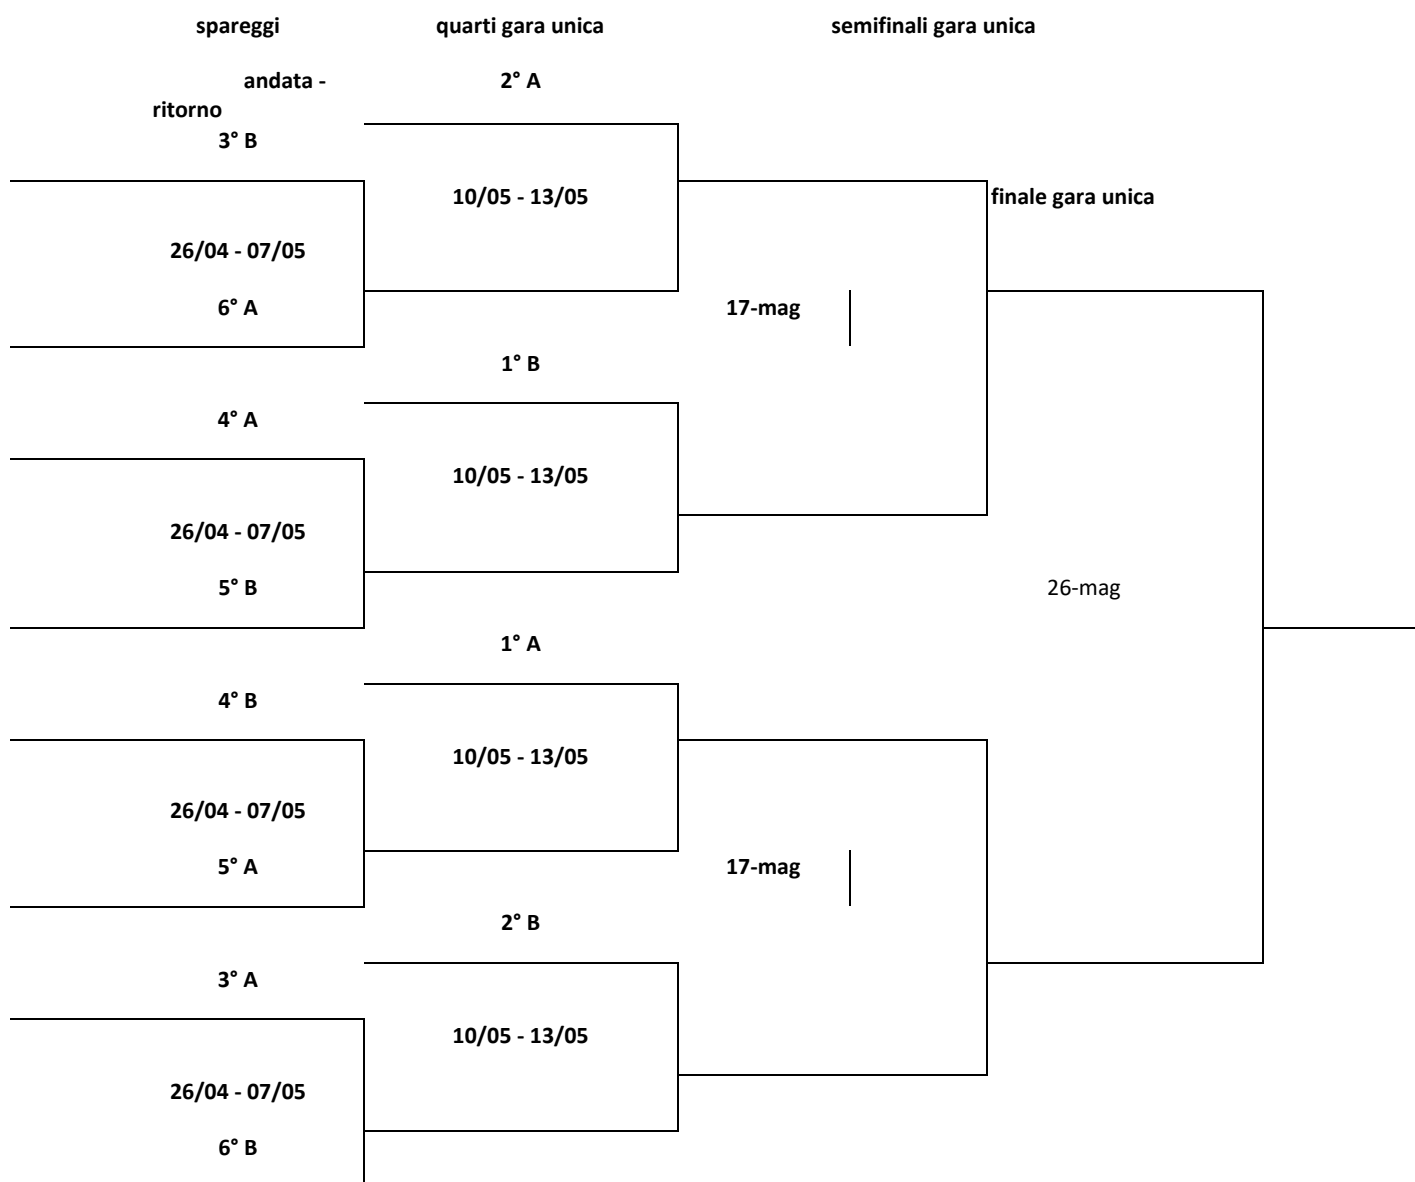 spareggi quarti gara unica semifinali gara unica
andata - 2° A
ritorno
3° B
10/05 - 13/05 finale gara unica
26/04 - 07/05
6° A 17-mag
1° B
4° A
10/05 - 13/05
26/04 - 07/05
5° B 26-mag
1° A
4° B
10/05 - 13/05
26/04 - 07/05
5° A 17-mag
2° B
3° A
10/05 - 13/05
26/04 - 07/05
6° B